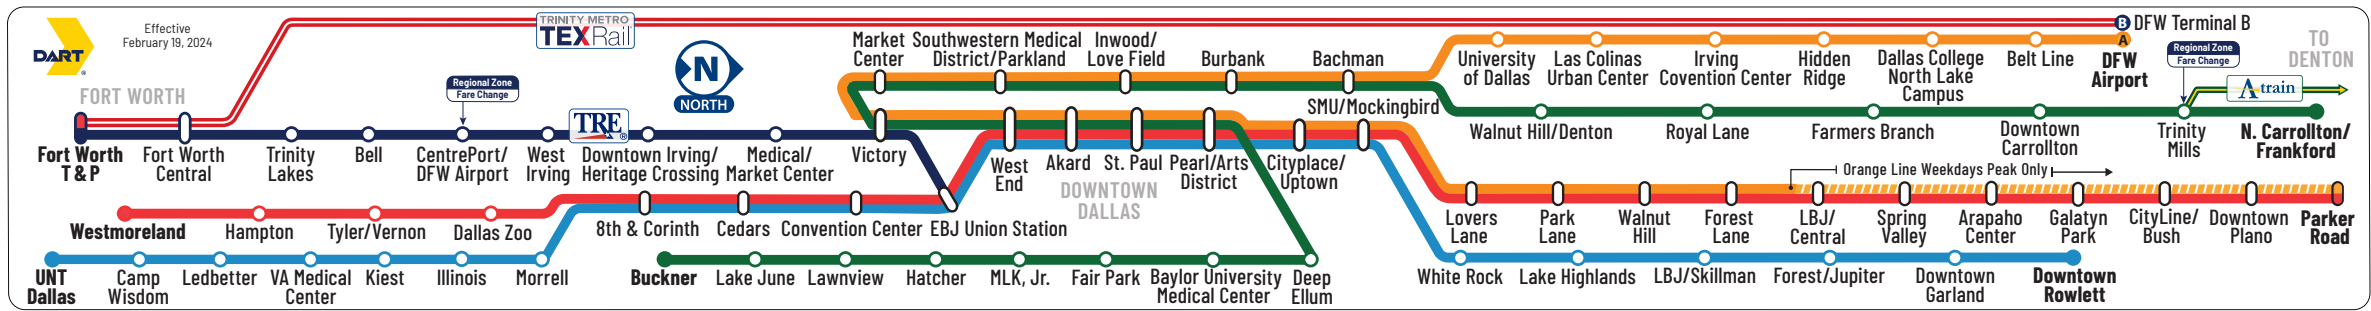 DART
Effective
February 19, 2024
TRINITY METRO
TEXRail
N
NORTH
B DFW Terminal B
A
DFW
Airport
TO
DENTON
Regional Zone
Fare Change
A train
FORT WORTH
Regional Zone
Fare Change
TRE
Market
Center
Southwestern Medical
District/Parkland
Inwood/
Love Field
Burbank
Bachman
University
of Dallas
Las Colinas
Urban Center
Irving
Covention Center
Hidden
Ridge
Dallas College
North Lake
Campus
Belt Line
SMU/Mockingbird
Walnut Hill/Denton
Royal Lane
Farmers Branch
Downtown
Carrollton
Trinity
Mills
N. Carrollton/
Frankford
Fort Worth
T & P
Fort Worth
Central
Trinity
Lakes
Bell
CentrePort/
DFW Airport
West
Irving
Downtown Irving/
Heritage Crossing
Medical/
Market Center
Victory
West
End
Akard
St. Paul
Pearl/Arts
District
Cityplace/
Uptown
DOWNTOWN
DALLAS
Orange Line Weekdays Peak Only
Westmoreland
Hampton
Tyler/Vernon
Dallas Zoo
8th & Corinth
Cedars
Convention Center
EBJ Union Station
Lovers
Lane
Park
Lane
Walnut
Hill
Forest
Lane
LBJ/
Central
Spring
Valley
Arapaho
Center
Galatyn
Park
CityLine/
Bush
Downtown
Plano
Parker
Road
UNT
Dallas
Camp
Wisdom
Ledbetter
VA Medical
Center
Kiest
Illinois
Morrell
Buckner
Lake June
Lawnview
Hatcher
MLK, Jr.
Fair Park
Baylor University
Medical Center
Deep
Ellum
White Rock
Lake Highlands
LBJ/Skillman
Forest/Jupiter
Downtown
Garland
Downtown
Rowlett